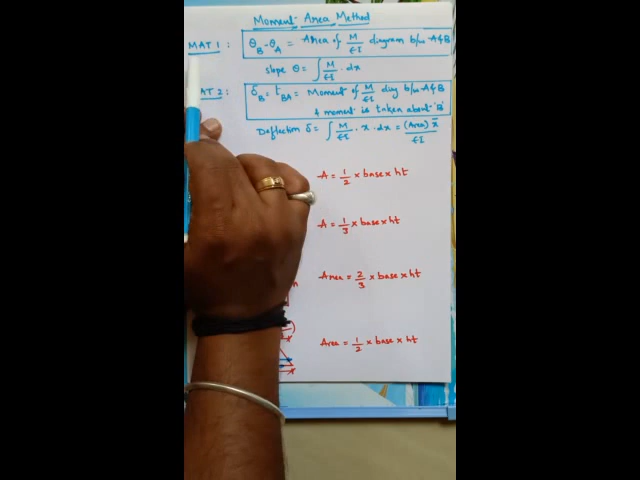 Moment Area Method
MAT 1 : θB - θA = Area of M/EI diagram b/w A & B
slope θ = ∫ M/EI . dx
AT 2 : δB = tBA = Moment of M/EI diag b/w A & B
& moment is taken about 'B'
Deflection δ = ∫ M/EI . x . dx = (Area) x̄/EI
A = 1/2 × base × ht
A = 1/3 × base × ht
Area = 2/3 × base × ht
Area = 1/2 × base × ht